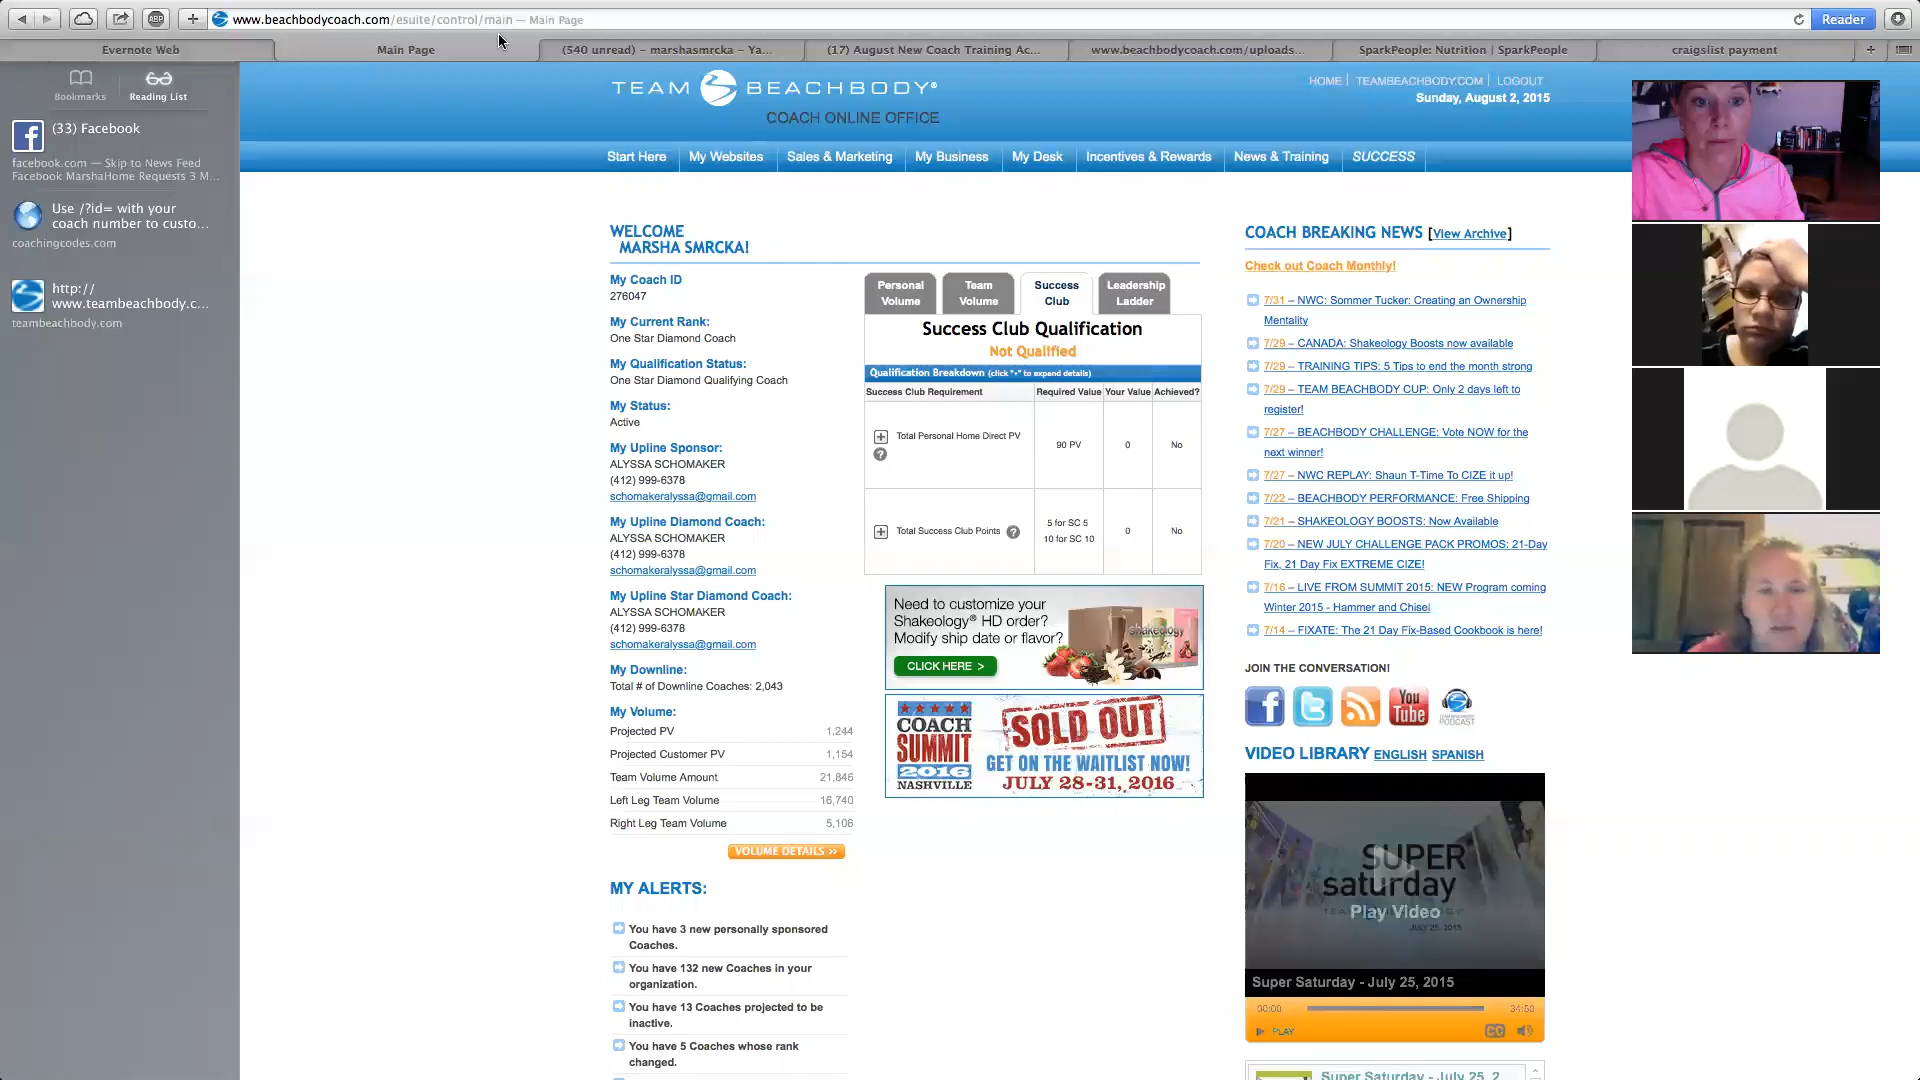 www.beachbodycoach.com/esuite/control/main — Main Page
Reader
Evernote Web
Main Page
(540 unread) – marshasmrcka – Ya...
(17) August New Coach Training Ac...
www.beachbodycoach.com/uploads...
SparkPeople: Nutrition | SparkPeople
craigslist payment
Bookmarks
Reading List
(33) Facebook
facebook.com — Skip to News Feed
Facebook MarshaHome Requests 3 M...
Use /?id= with your
coach number to custo...
coachingcodes.com
http://
www.teambeachbody.c...
teambeachbody.com
TEAM BEACHBODY®
COACH ONLINE OFFICE
HOME | TEAMBEACHBODY.COM | LOGOUT
Sunday, August 2, 2015
Start Here
My Websites
Sales & Marketing
My Business
My Desk
Incentives & Rewards
News & Training
SUCCESS
WELCOME
MARSHA SMRCKA!
My Coach ID
276047
My Current Rank:
One Star Diamond Coach
My Qualification Status:
One Star Diamond Qualifying Coach
My Status:
Active
My Upline Sponsor:
ALYSSA SCHOMAKER
(412) 999-6378
schomakeralyssa@gmail.com
My Upline Diamond Coach:
ALYSSA SCHOMAKER
(412) 999-6378
schomakeralyssa@gmail.com
My Upline Star Diamond Coach:
ALYSSA SCHOMAKER
(412) 999-6378
schomakeralyssa@gmail.com
My Downline:
Total # of Downline Coaches: 2,043
My Volume:
Projected PV 1,244
Projected Customer PV 1,154
Team Volume Amount 21,846
Left Leg Team Volume 16,740
Right Leg Team Volume 5,106
VOLUME DETAILS >>
MY ALERTS:
You have 3 new personally sponsored
Coaches.
You have 132 new Coaches in your
organization.
You have 13 Coaches projected to be
inactive.
You have 5 Coaches whose rank
changed.
Personal
Volume
Team
Volume
Success
Club
Leadership
Ladder
Success Club Qualification
Not Qualified
Qualification Breakdown (click "+" to expand details)
Success Club Requirement Required Value Your Value Achieved?
Total Personal Home Direct PV 90 PV 0 No
Total Success Club Points 5 for SC 5
10 for SC 10 0 No
Need to customize your
Shakeology® HD order?
Modify ship date or flavor?
CLICK HERE >
shakeology
COACH
SUMMIT
2016
NASHVILLE
SOLD OUT
GET ON THE WAITLIST NOW!
JULY 28-31, 2016
COACH BREAKING NEWS [View Archive]
Check out Coach Monthly!
7/31 – NWC: Sommer Tucker: Creating an Ownership
Mentality
7/29 – CANADA: Shakeology Boosts now available
7/29 – TRAINING TIPS: 5 Tips to end the month strong
7/29 – TEAM BEACHBODY CUP: Only 2 days left to
register!
7/27 – BEACHBODY CHALLENGE: Vote NOW for the
next winner!
7/27 – NWC REPLAY: Shaun T-Time To CIZE it up!
7/22 – BEACHBODY PERFORMANCE: Free Shipping
7/21 – SHAKEOLOGY BOOSTS: Now Available
7/20 – NEW JULY CHALLENGE PACK PROMOS: 21-Day
Fix, 21 Day Fix EXTREME CIZE!
7/16 – LIVE FROM SUMMIT 2015: NEW Program coming
Winter 2015 - Hammer and Chisel
7/14 – FIXATE: The 21 Day Fix-Based Cookbook is here!
JOIN THE CONVERSATION!
You
Tube
PODCAST
VIDEO LIBRARY ENGLISH SPANISH
SUPER
saturday
Play Video
JULY 25, 2015
Super Saturday - July 25, 2015
00:00
34:50
PLAY
CC
Super Saturday - July 25, 2
ABP